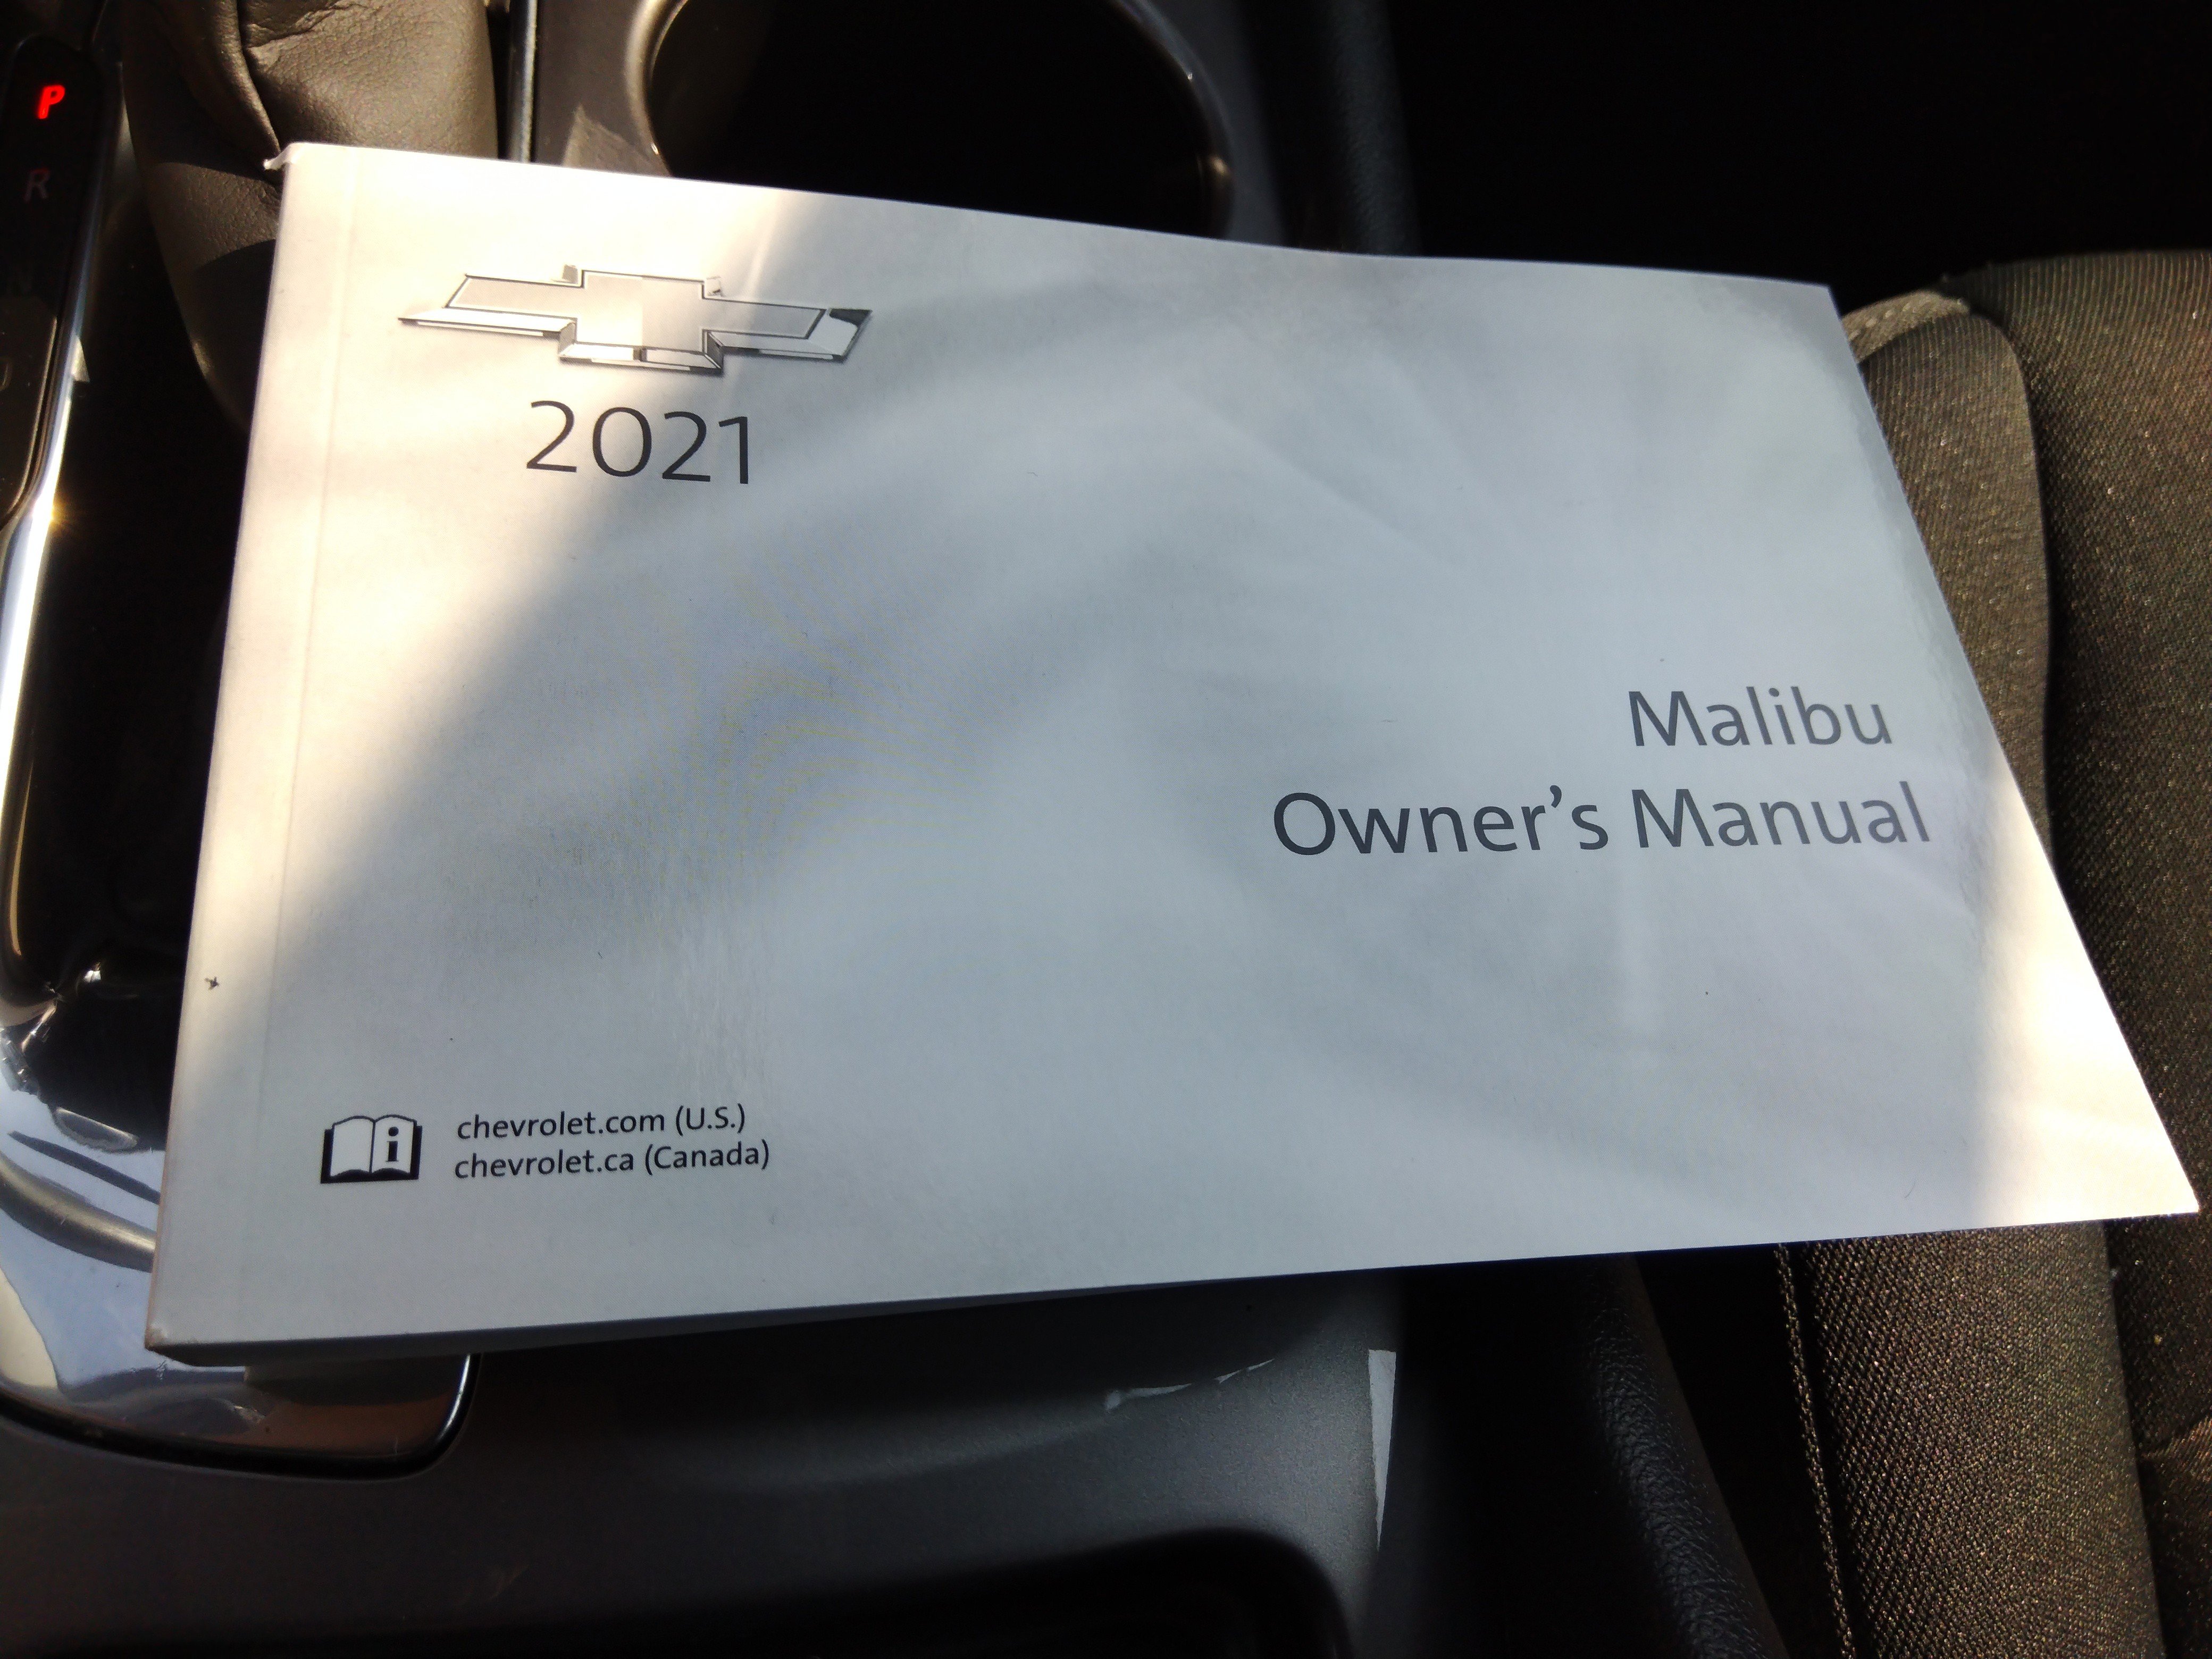 P
R
2021
Malibu
Owner's Manual
i
chevrolet.com (U.S.)
chevrolet.ca (Canada)